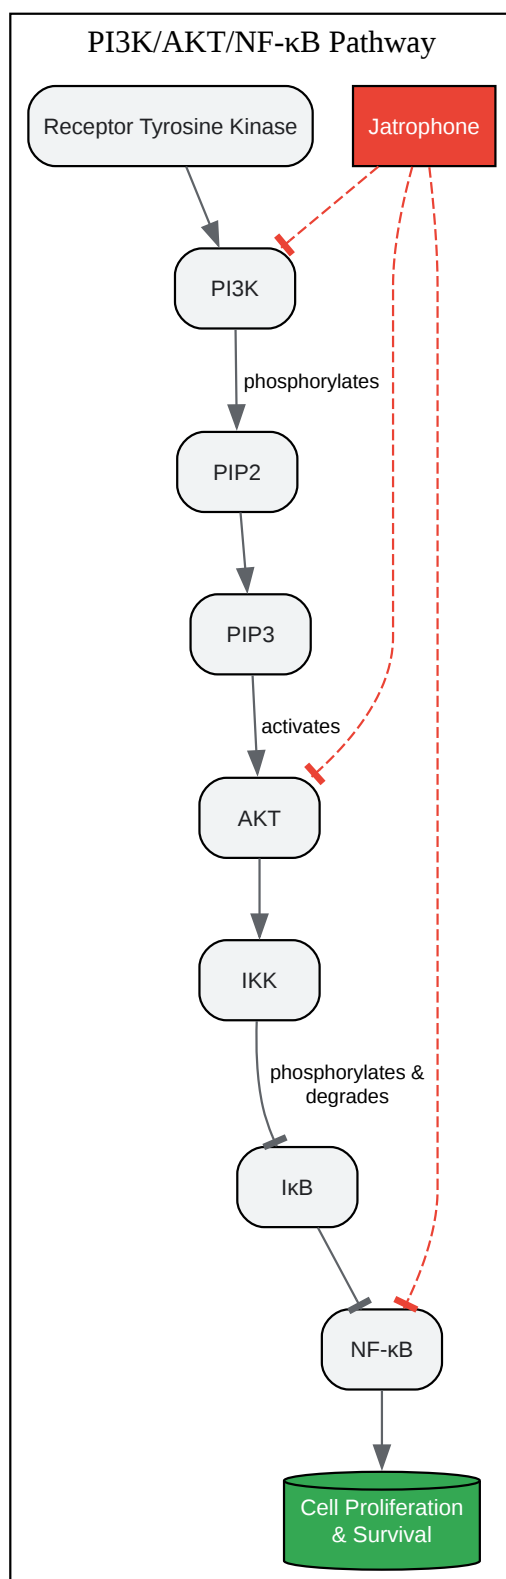 PI3K/AKT/NF-κB Pathway
Receptor Tyrosine Kinase
Jatrophone
PI3K
phosphorylates
PIP2
PIP3
activates
AKT
IKK
phosphorylates &
degrades
IκB
NF-κB
Cell Proliferation
& Survival